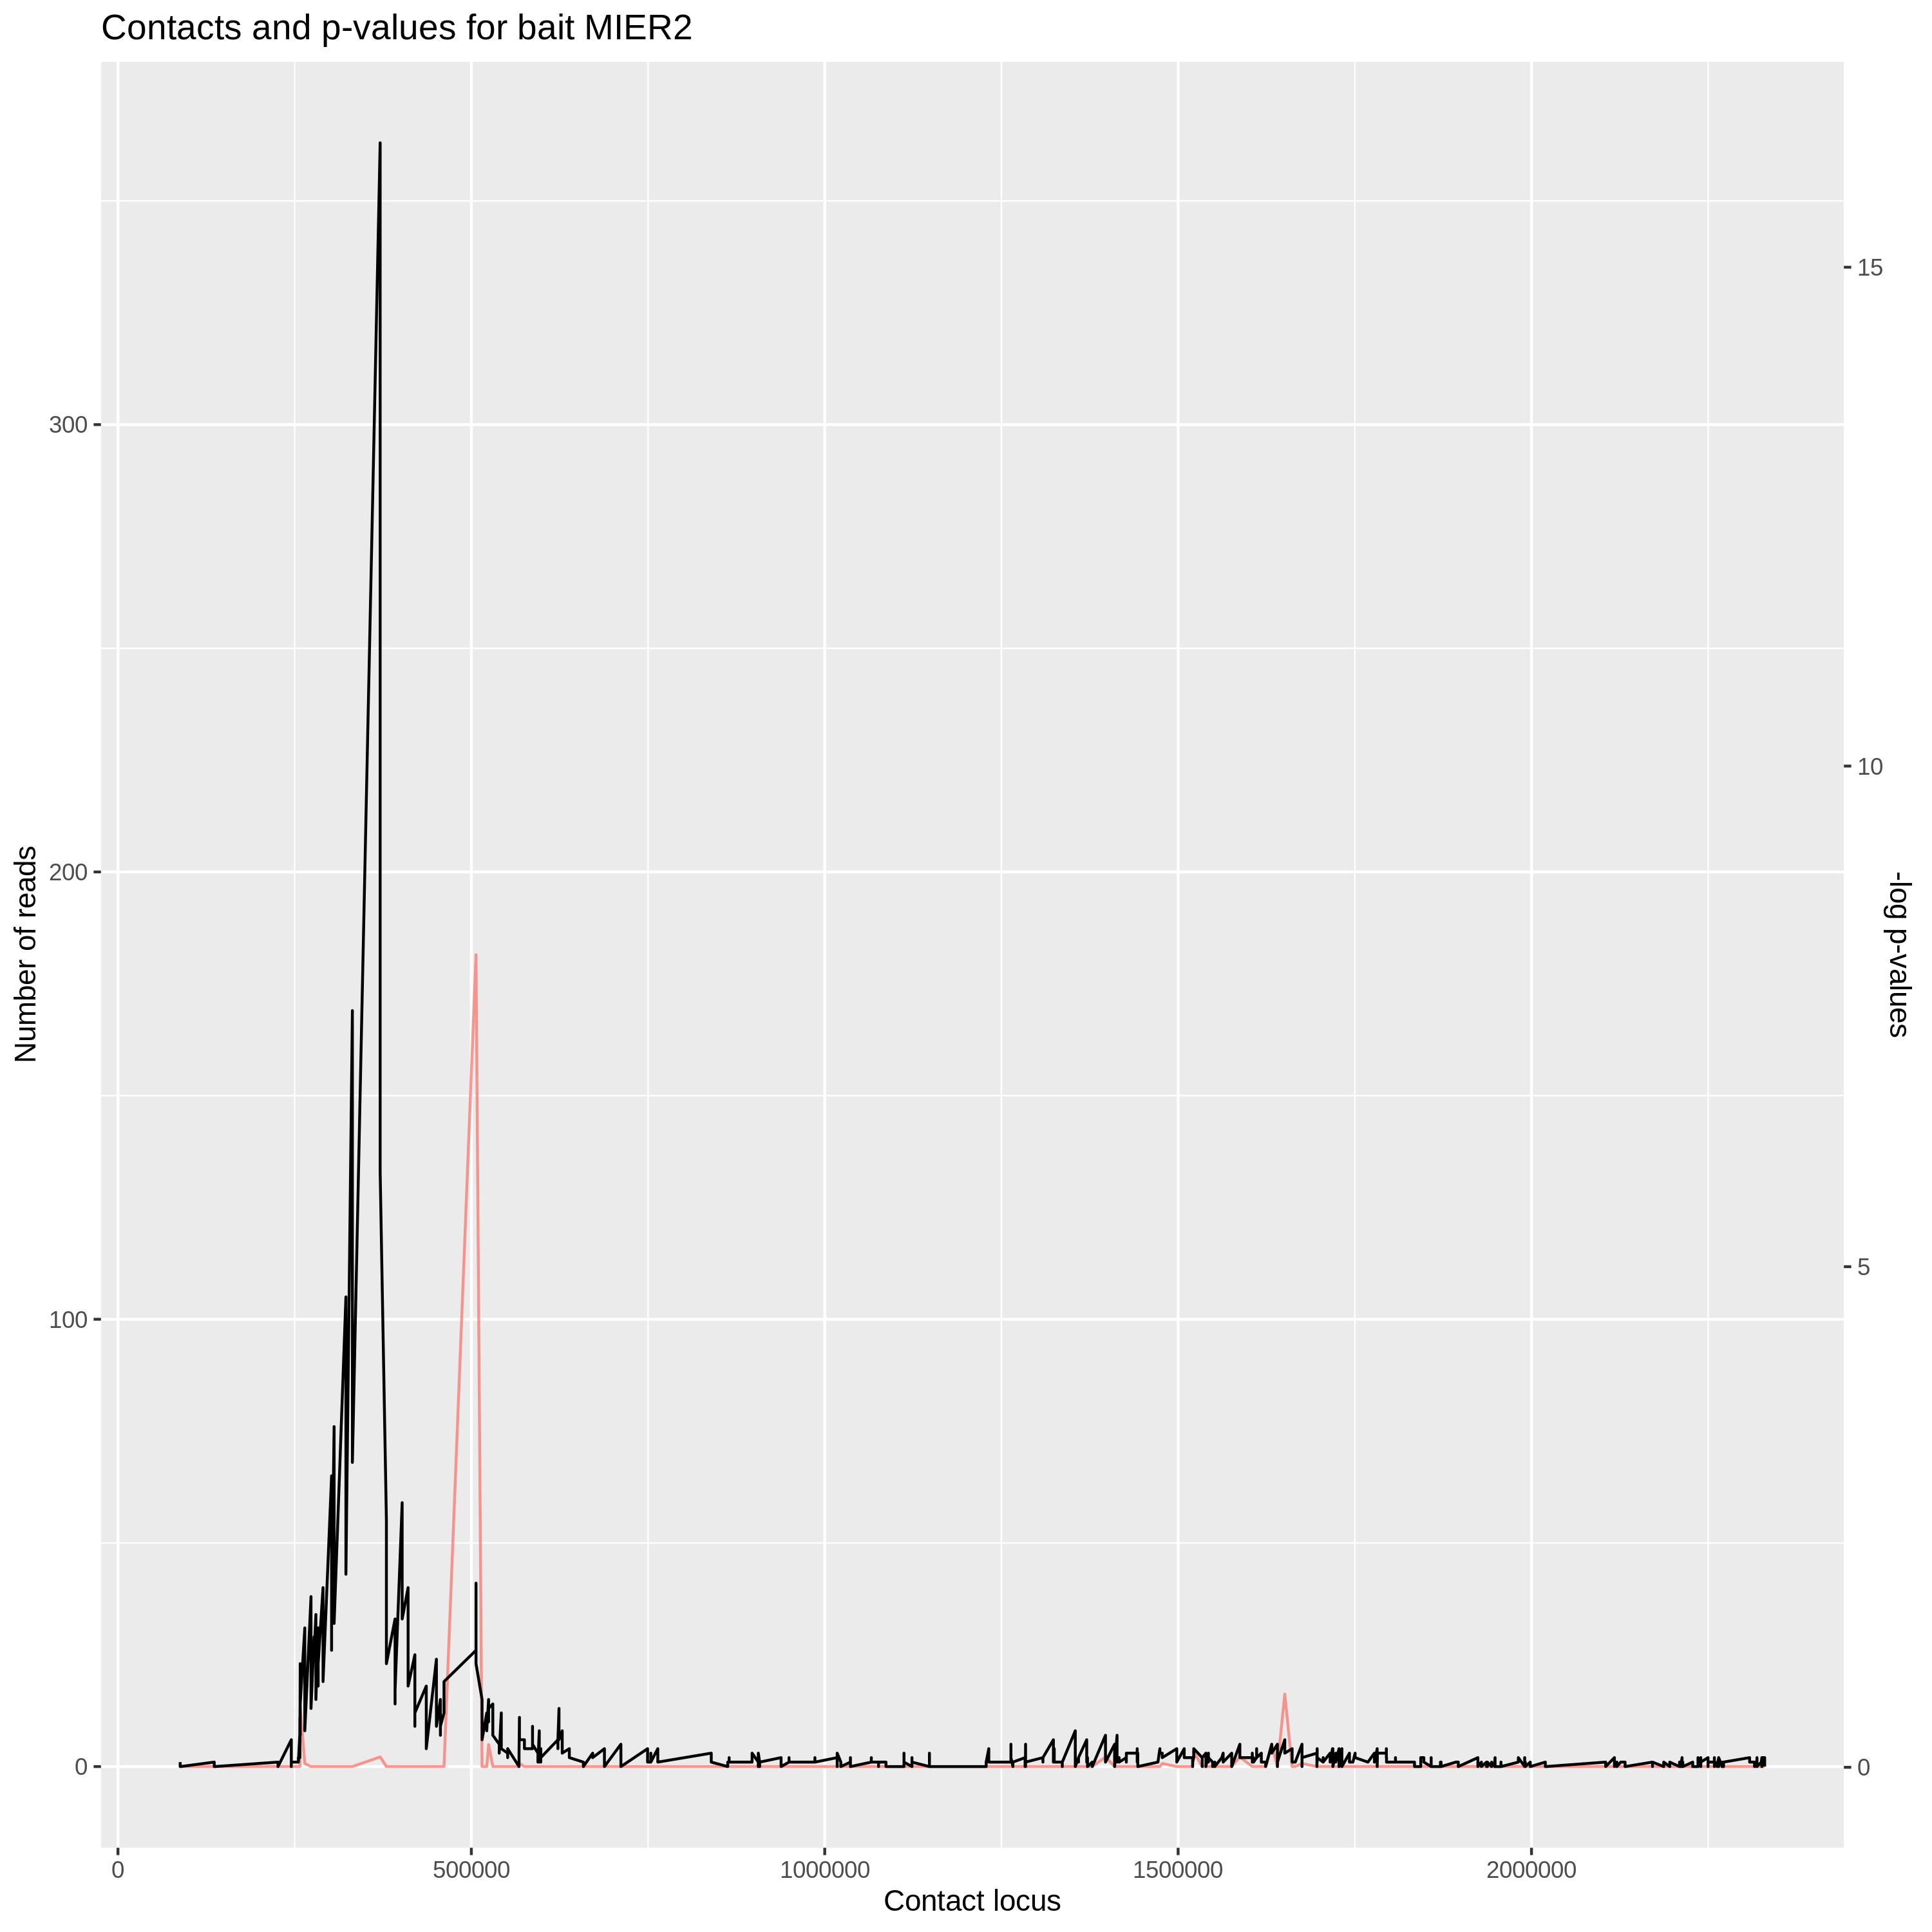 Contacts and p-values for bait MIER2
Number of reads
300
200
100
0
15
10
5
0
-log p-values
0 500000 1000000 1500000 2000000
Contact locus